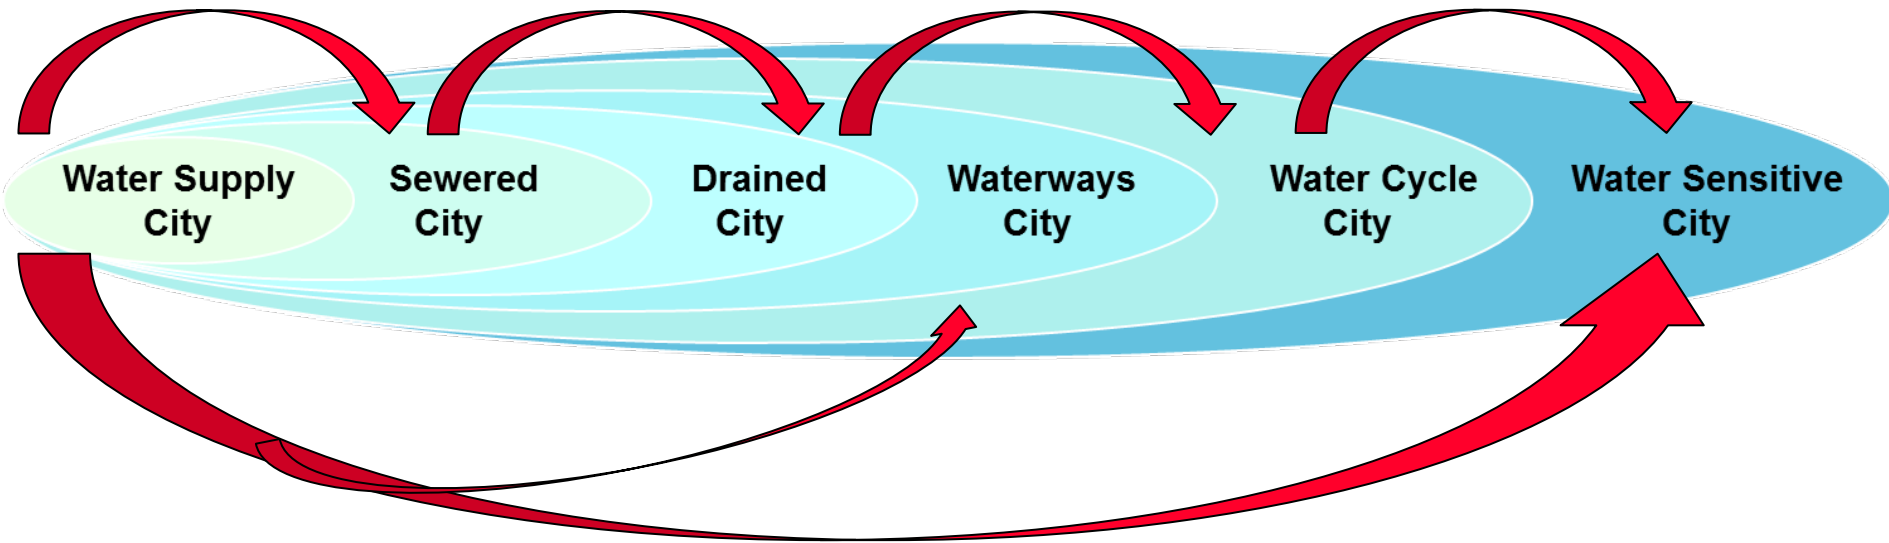 Water Supply
City
Sewered
City
Drained
City
Waterways
City
Water Cycle
City
Water Sensitive
City